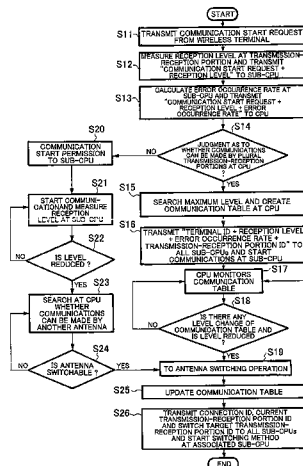 START
S11
TRANSMIT COMMUNICATION START REQUEST
FROM WIRELESS TERMINAL
S12
MEASURE RECEPTION LEVEL AT TRANSMISSION-
RECEPTION PORTION AND TRANSMIT
"COMMUNICATION START REQUEST +
RECEPTION LEVEL" TO SUB-CPU
S13
CALCULATE ERROR OCCURRENCE RATE AT
SUB-CPU AND TRANSMIT
"COMMUNICATION START REQUEST +
RECEPTION LEVEL + ERROR
OCCURRENCE RATE" TO CPU
S14
JUDGMENT AS TO
WHETHER COMMUNICATIONS
CAN BE MADE BY PLURAL
TRANSMISSION-RECEPTION
PORTIONS AT CPU
NO
YES
S20
COMMUNICATION
START PERMISSION
TO SUB-CPU
S21
START COMMU-
NICATION AND MEASURE
RECEPTION
LEVEL AT SUB-CPU
S22
IS LEVEL
REDUCED ?
NO
YES
S23
SEARCH AT CPU
WHETHER
COMMUNICATIONS
CAN BE MADE BY
ANOTHER ANTENNA
S24
IS ANTENNA
SWITCHABLE ?
NO
YES
S15
SEARCH MAXIMUM LEVEL AND CREATE
COMMUNICATION TABLE AT CPU
S16
TRANSMIT "TERMINAL ID + RECEPTION LEVEL
+ ERROR OCCURRENCE RATE +
TRANSMISSION-RECEPTION PORTION ID" TO
ALL SUB-CPUs AND START
COMMUNICATIONS AT SUB-CPU
S17
CPU MONITORS
COMMUNICATION
TABLE
S18
IS THERE ANY
LEVEL CHANGE OF
COMMUNICATION TABLE AND
IS LEVEL REDUCED ?
NO
YES
S19
TO ANTENNA SWITCHING OPERATION
S25
UPDATE COMMUNICATION TABLE
S26
TRANSMIT CONNECTION ID, CURRENT
TRANSMISSION-RECEPTION PORTION ID
AND SWITCH TARGET TRANSMISSION-
RECEPTION PORTION ID TO ALL SUB-CPUs
AND START SWITCHING METHOD
AT ASSOCIATED SUB-CPU
END